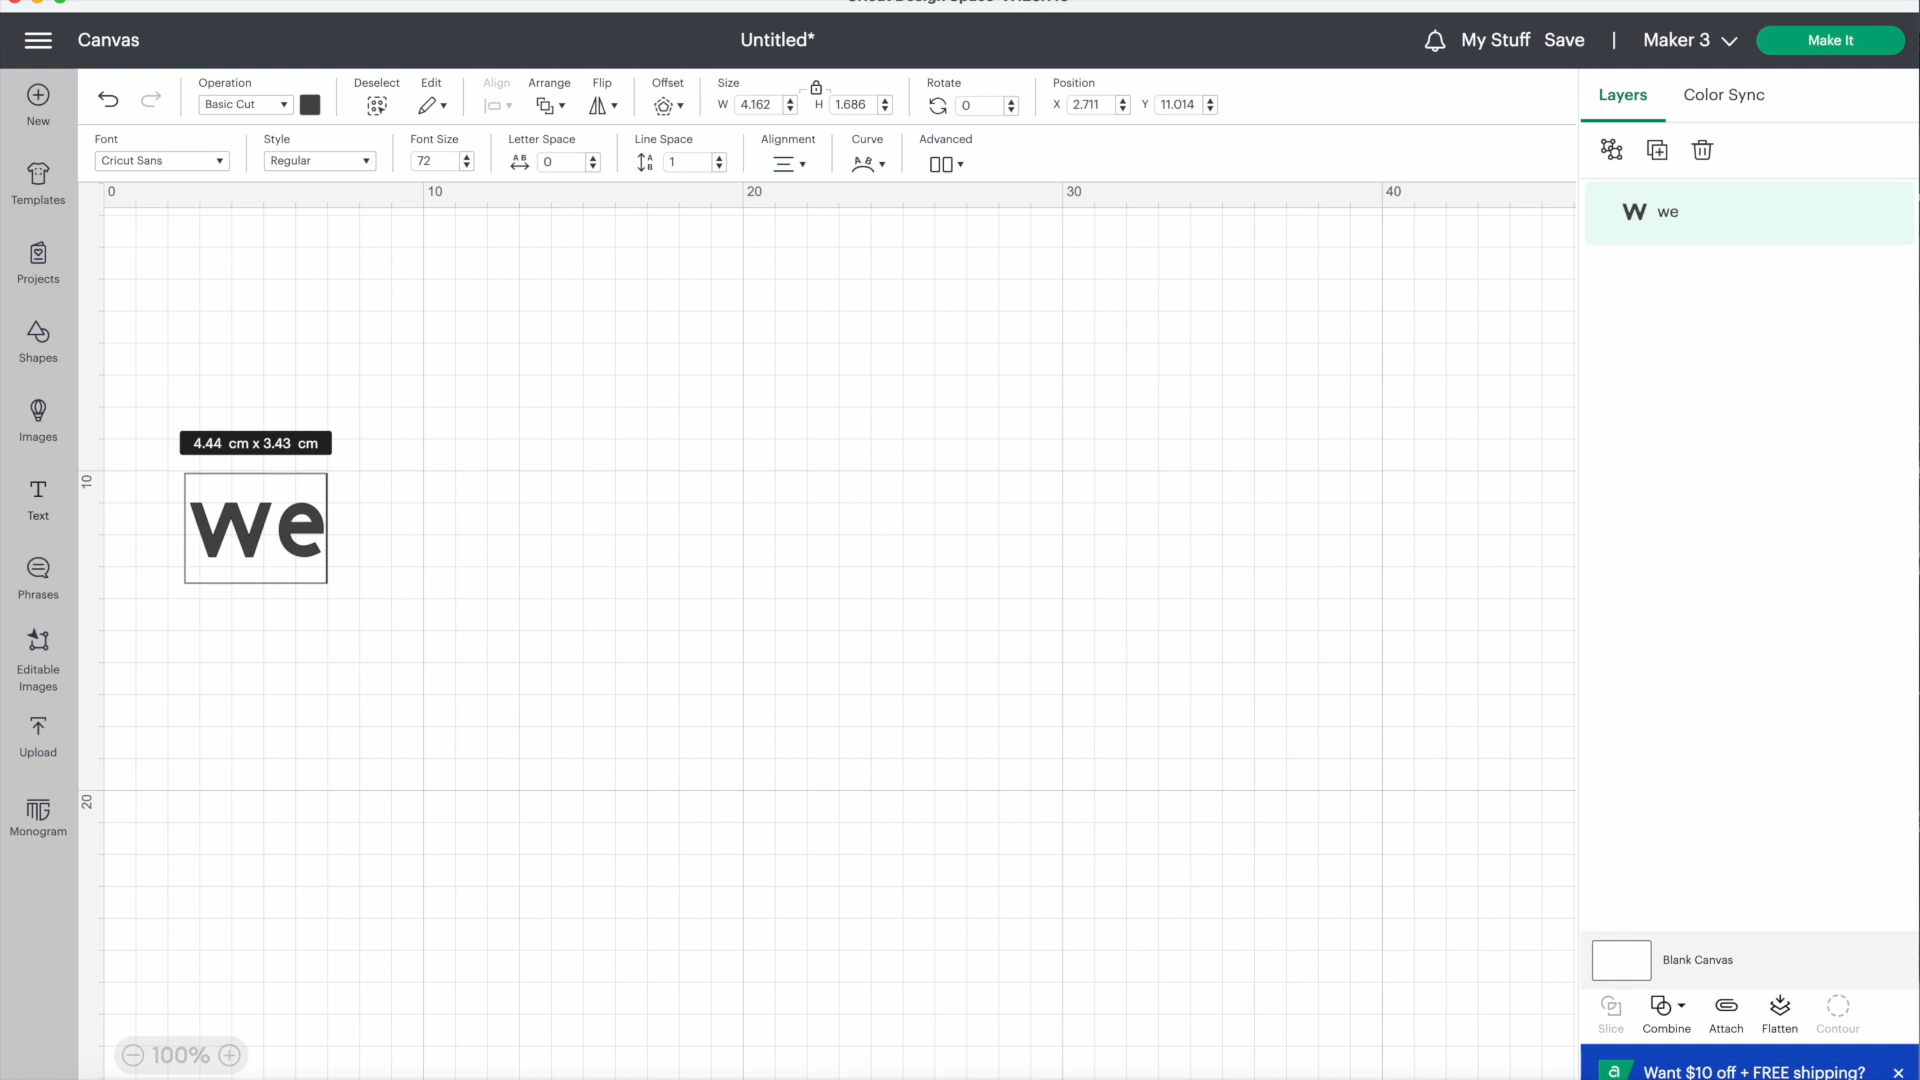 Canvas
Untitled*
My Stuff Save | Maker 3 Make It
New
Templates
Projects
Shapes
Images
Text
Phrases
Editable
Images
Upload
Monogram
Operation
Basic Cut
Deselect
Edit
Align
Arrange
Flip
Offset
Size
W 4.162 H 1.686
Rotate
0
Position
X 2.711 Y 11.014
Font
Cricut Sans
Style
Regular
Font Size
72
Letter Space
0
Line Space
1
Alignment
Curve
Advanced
0 10 20 30 40
10
20
4.44 cm x 3.43 cm
we
100%
Layers Color Sync
W we
Blank Canvas
Slice Combine Attach Flatten Contour
a Want $10 off + FREE shipping? ×